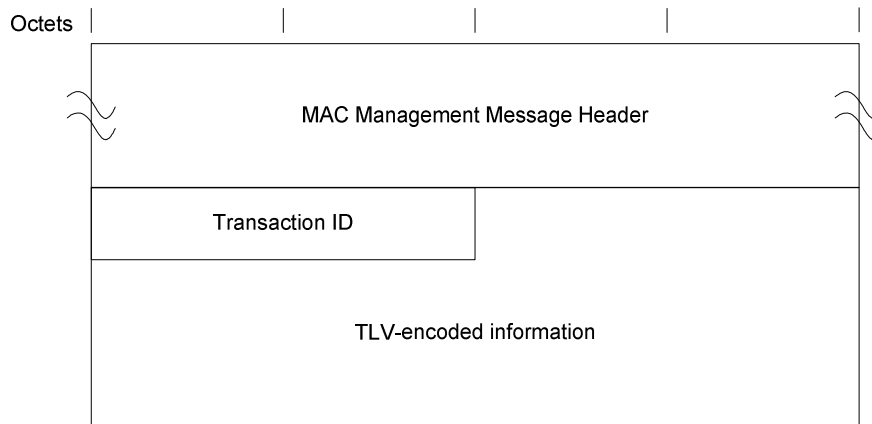 Octets
MAC Management Message Header
Transaction ID
TLV-encoded information